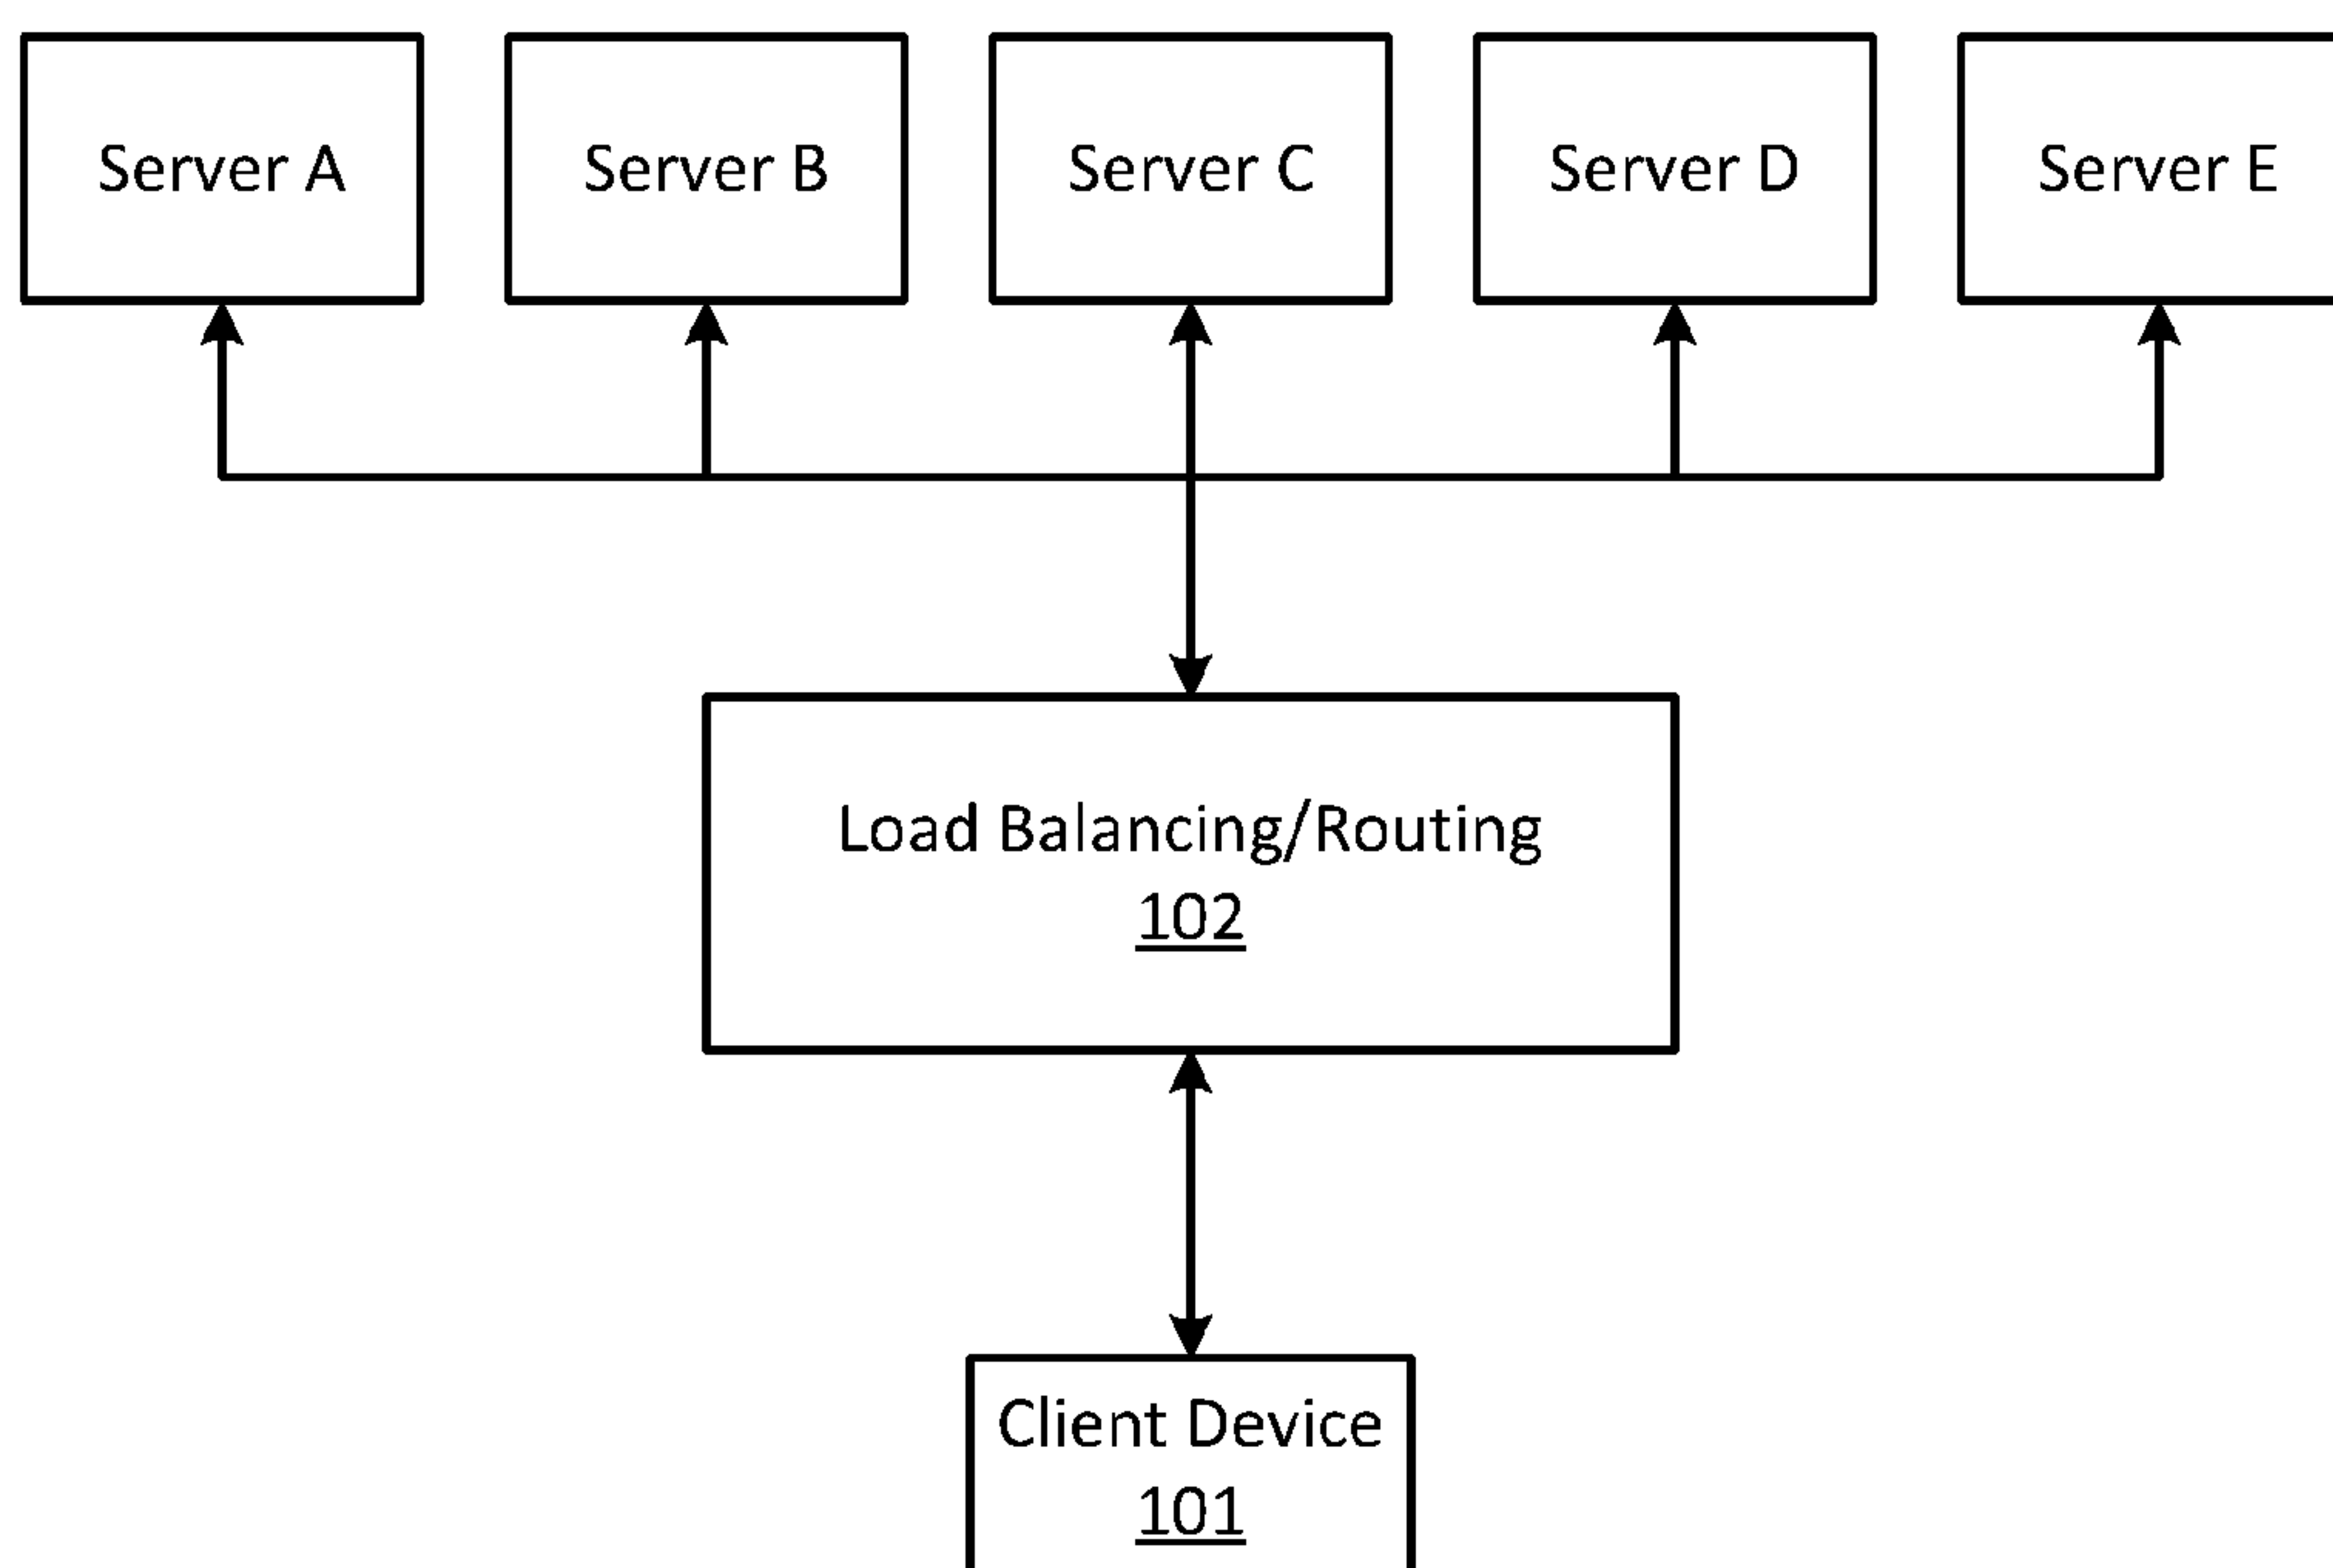 Server A
Server B
Server C
Server D
Server E
Load Balancing/Routing
102
Client Device
101